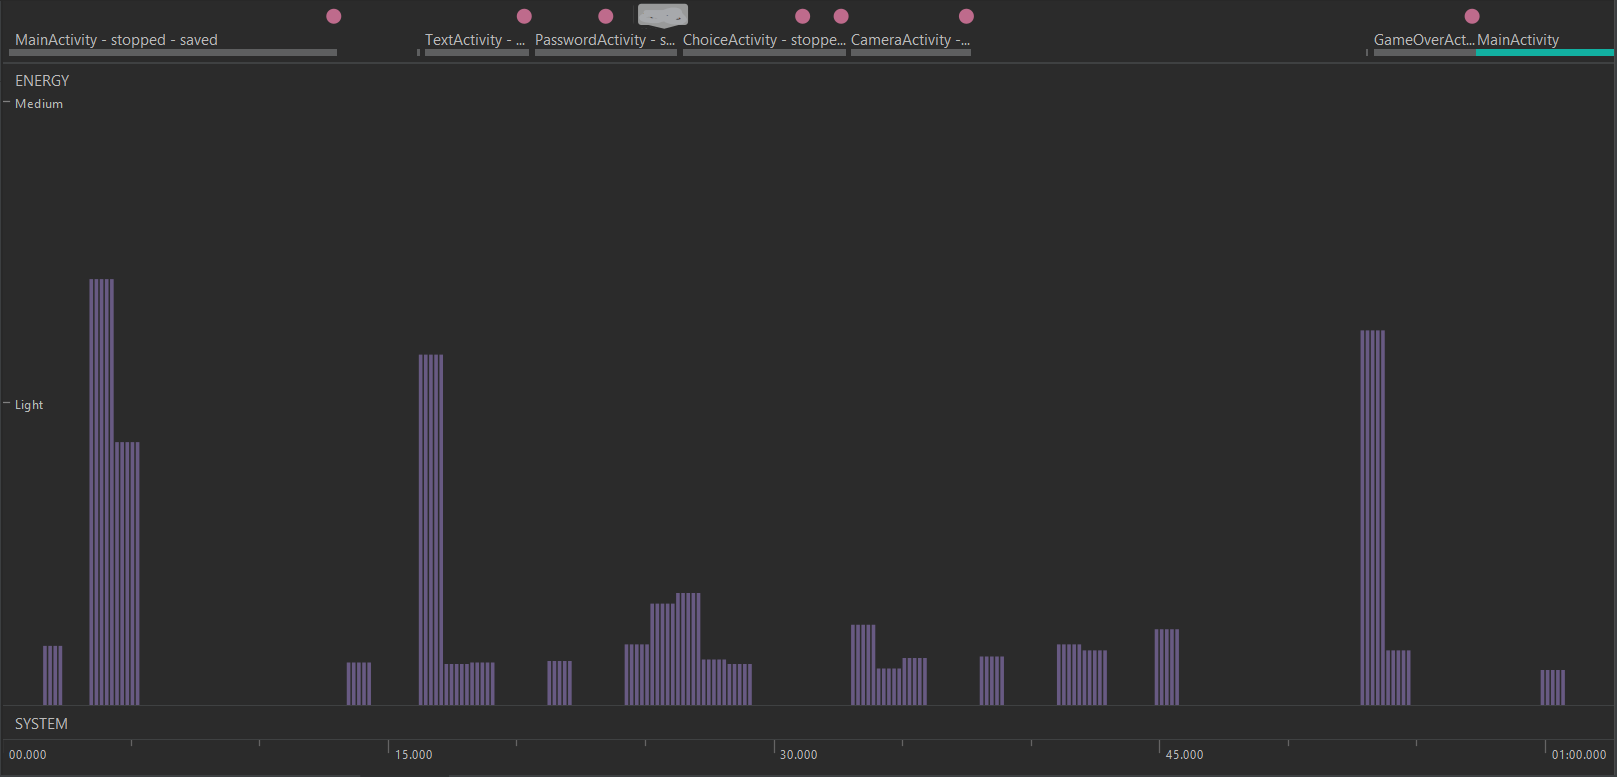 MainActivity - stopped - saved
TextActivity - ...
PasswordActivity - s...
ChoiceActivity - stoppe...
CameraActivity -...
GameOverAct...
MainActivity
ENERGY
Medium
Light
SYSTEM
00.000
15.000
30.000
45.000
01:00.000